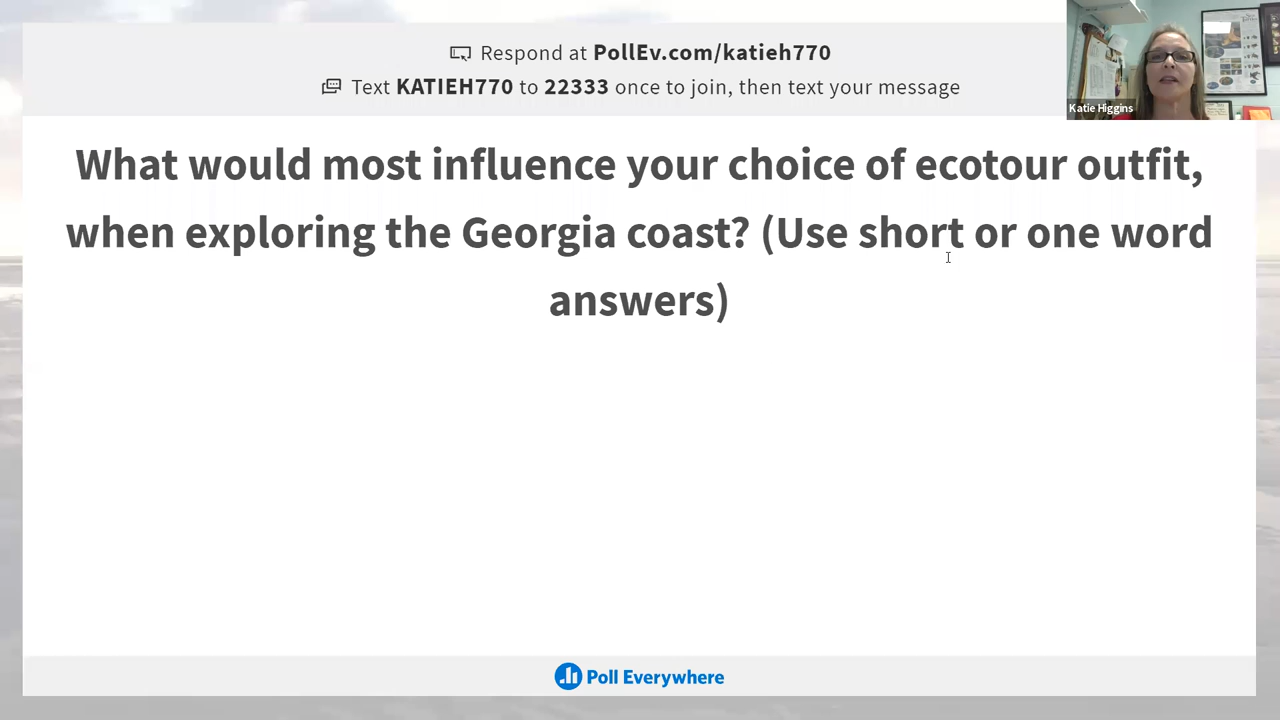 Respond at PollEv.com/katieh770
Text KATIEH770 to 22333 once to join, then text your message
Katie Higgins
What would most influence your choice of ecotour outfit,
when exploring the Georgia coast? (Use short or one word
answers)
Poll Everywhere